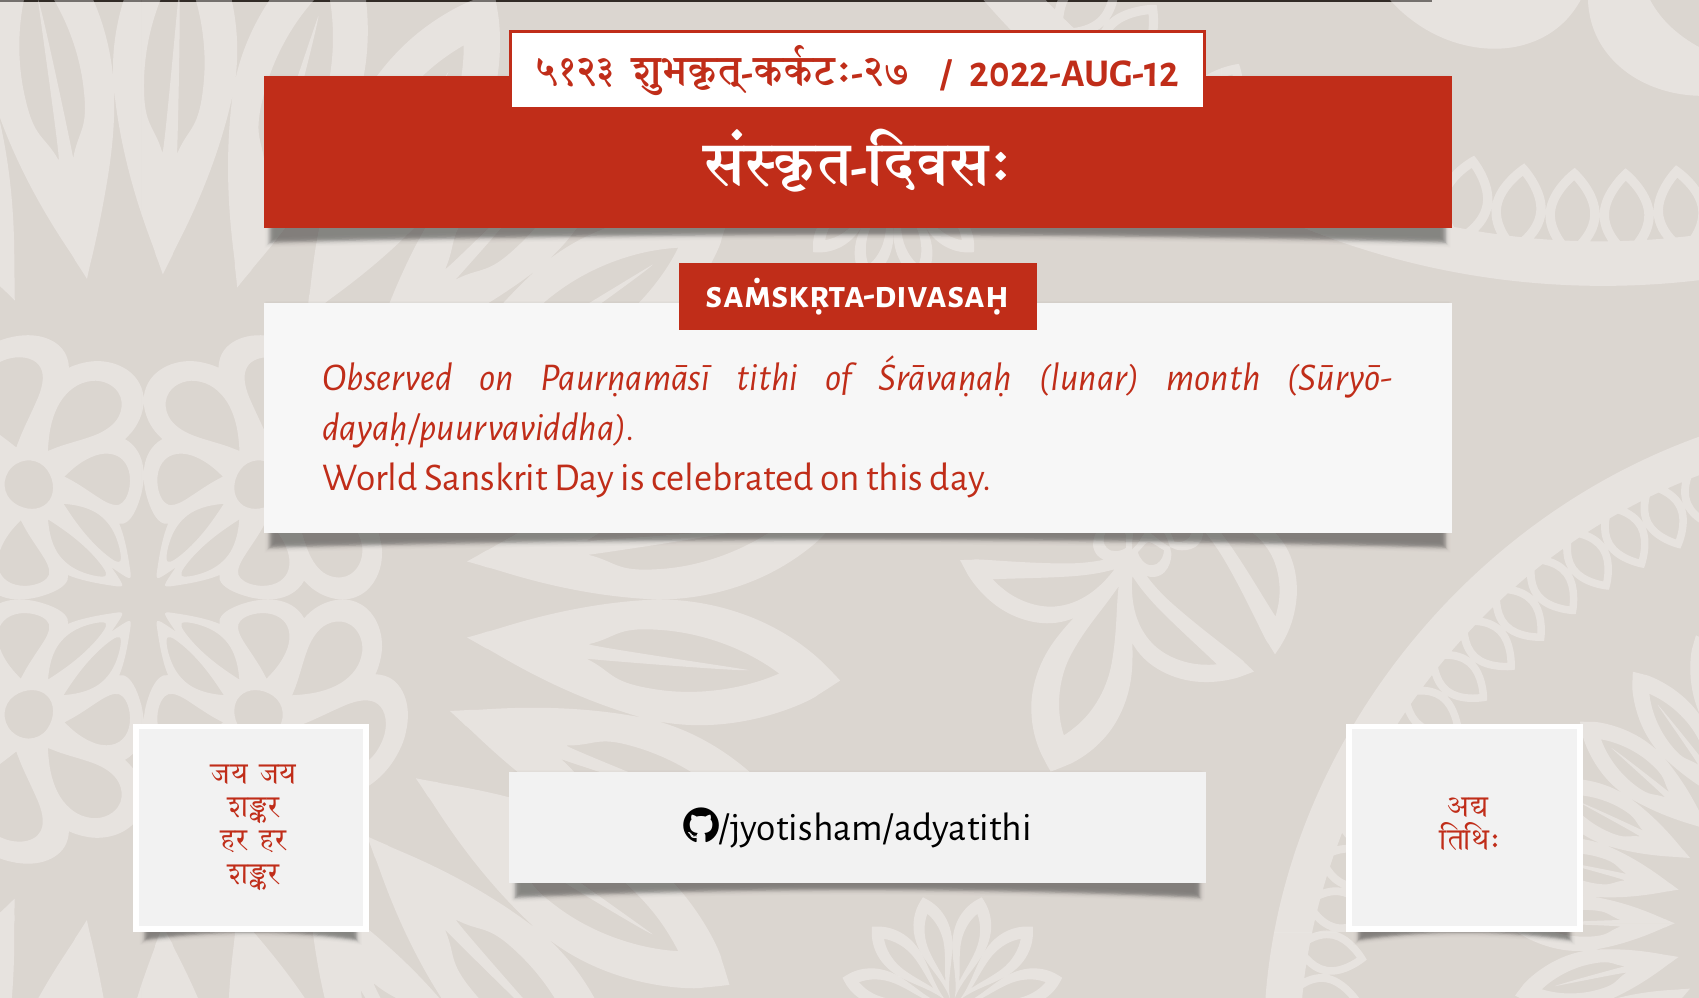 ५१२३ शुभकृत्-कर्कटः-२७ / 2022-AUG-12
संस्कृत-दिवसः
SAṀSKṚTA-DIVASAḤ
Observed on Paurṇamāsī tithi of Śrāvaṇaḥ (lunar) month (Sūryō-
dayaḥ/puurvaviddha).
World Sanskrit Day is celebrated on this day.
जय जय
शङ्कर
हर हर
शङ्कर
/jyotisham/adyatithi
अद्य
तिथिः